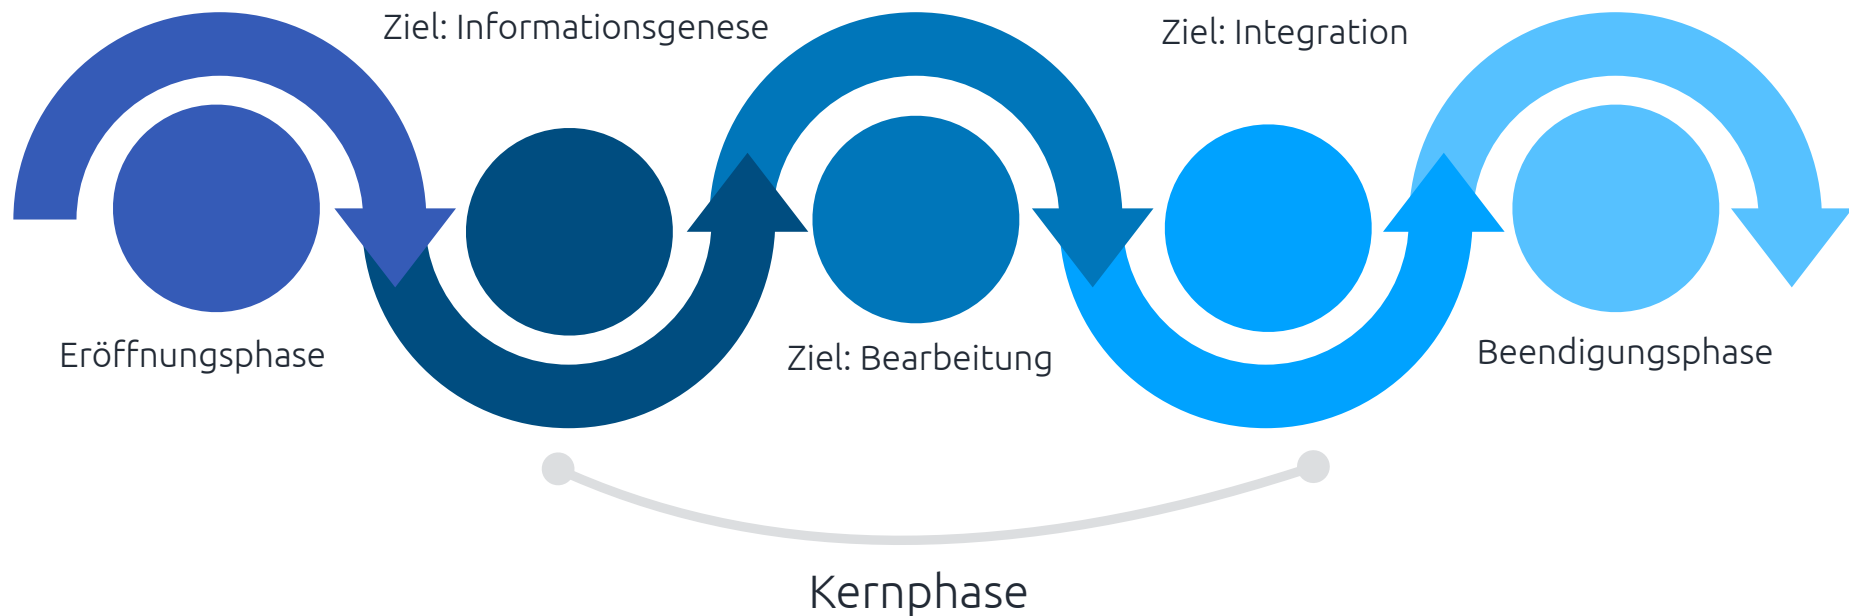 Ziel: Informationsgenese
Ziel: Integration
Eröffnungsphase
Ziel: Bearbeitung
Beendigungsphase
Kernphase